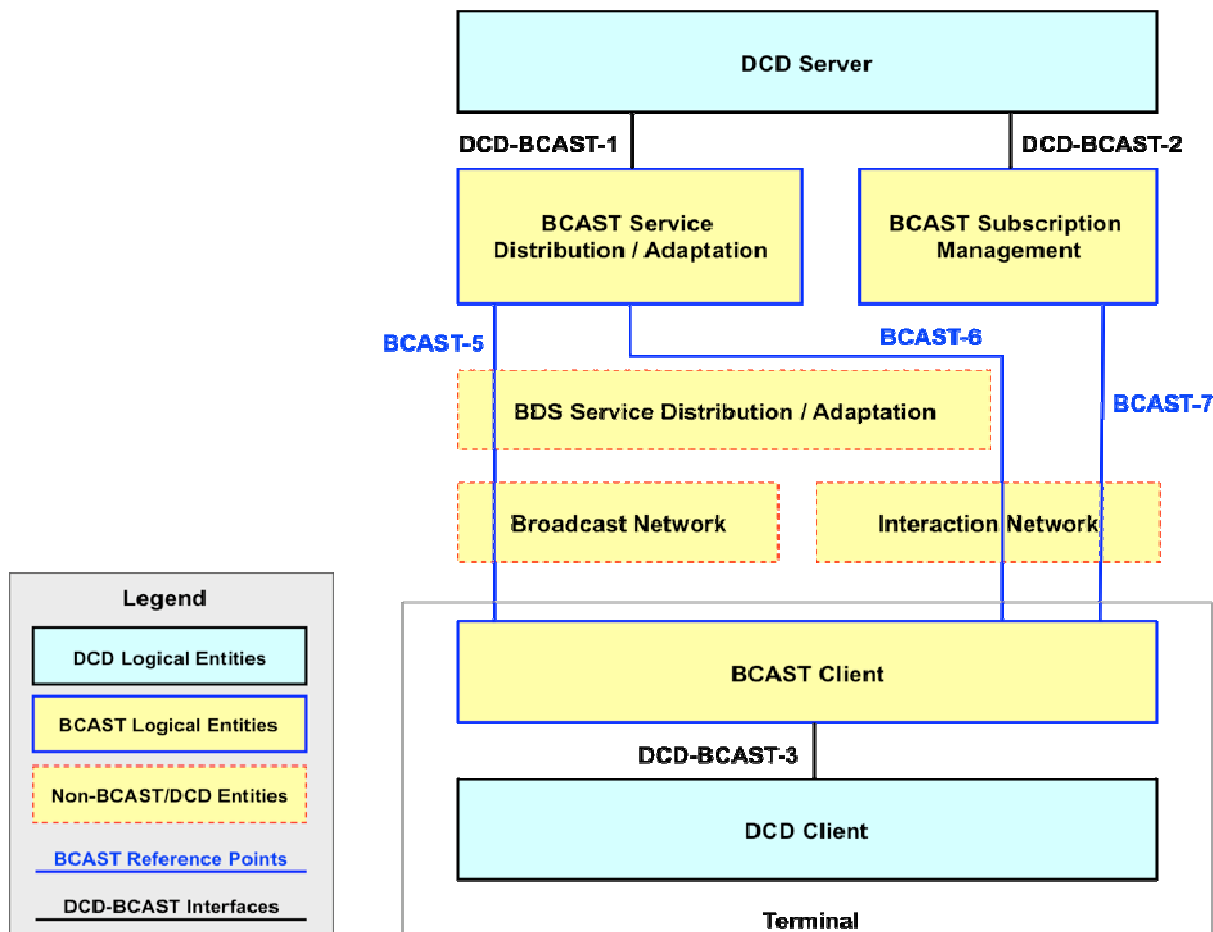 DCD Server
DCD-BCAST-1
DCD-BCAST-2
BCAST Service
Distribution / Adaptation
BCAST Subscription
Management
BCAST-5
BCAST-6
BCAST-7
BDS Service Distribution / Adaptation
Broadcast Network
Interaction Network
Legend
DCD Logical Entities
BCAST Logical Entities
Non-BCAST/DCD Entities
BCAST Reference Points
DCD-BCAST Interfaces
BCAST Client
DCD-BCAST-3
DCD Client
Terminal